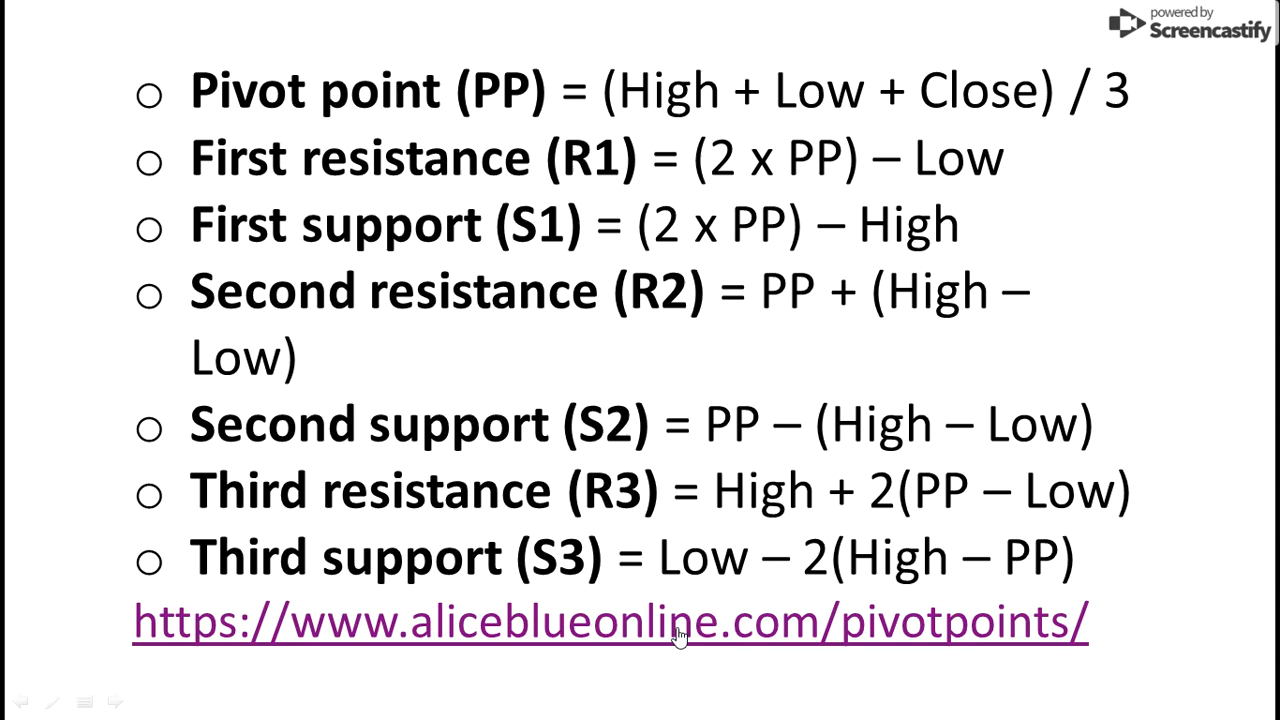 powered by
Screencastify
○ Pivot point (PP) = (High + Low + Close) / 3
○ First resistance (R1) = (2 x PP) – Low
○ First support (S1) = (2 x PP) – High
○ Second resistance (R2) = PP + (High –
Low)
○ Second support (S2) = PP – (High – Low)
○ Third resistance (R3) = High + 2(PP – Low)
○ Third support (S3) = Low – 2(High – PP)
https://www.aliceblueonline.com/pivotpoints/